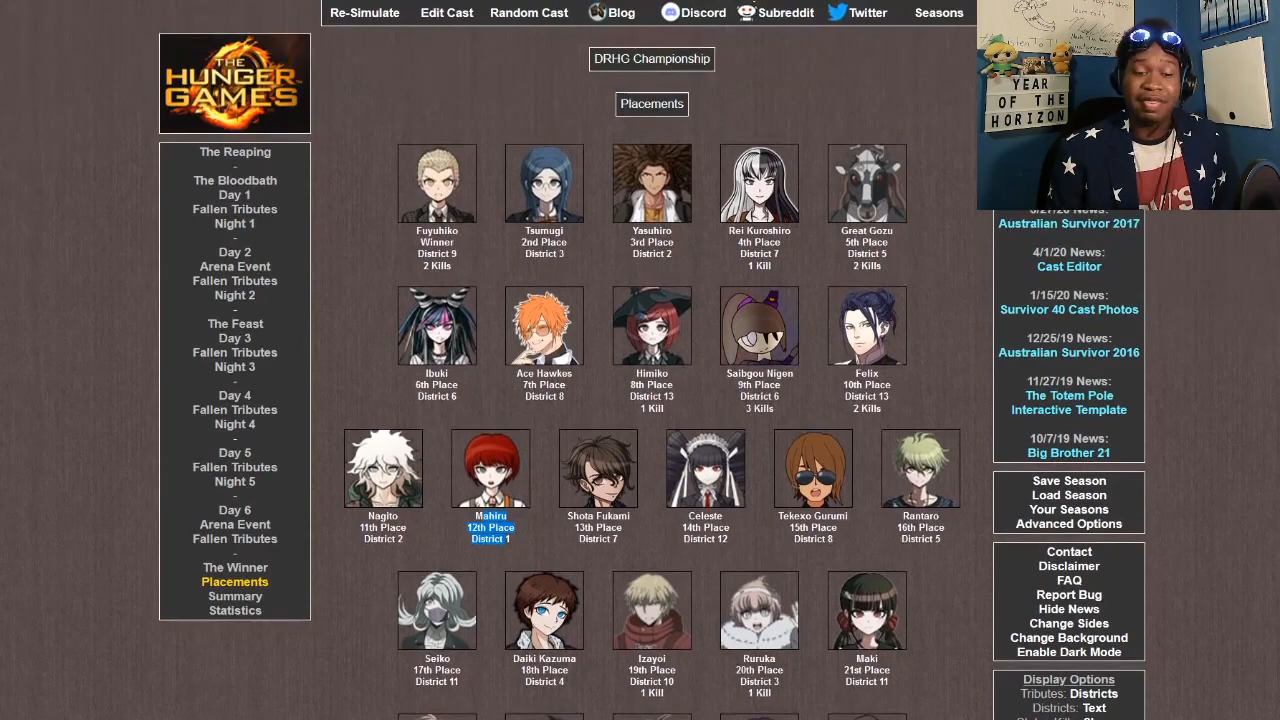 Re-Simulate
Edit Cast
Random Cast
Blog
Discord
Subreddit
Twitter
Seasons
THE
HUNGER
GAMES
The Reaping
-
The Bloodbath
Day 1
Fallen Tributes
Night 1
-
Day 2
Arena Event
Fallen Tributes
Night 2
-
The Feast
Day 3
Fallen Tributes
Night 3
-
Day 4
Fallen Tributes
Night 4
-
Day 5
Fallen Tributes
Night 5
-
Day 6
Arena Event
Fallen Tributes
-
The Winner
Placements
Summary
Statistics
DRHG Championship
Placements
Fuyuhiko
Winner
District 9
2 Kills
Tsumugi
2nd Place
District 3
Yasuhiro
3rd Place
District 2
Rei Kuroshiro
4th Place
District 7
1 Kill
Great Gozu
5th Place
District 5
2 Kills
Ibuki
6th Place
District 6
Ace Hawkes
7th Place
District 8
Himiko
8th Place
District 13
1 Kill
Saibgou Nigen
9th Place
District 6
3 Kills
Felix
10th Place
District 13
2 Kills
Nagito
11th Place
District 2
Mahiru
12th Place
District 1
Shota Fukami
13th Place
District 7
Celeste
14th Place
District 12
Tekexo Gurumi
15th Place
District 8
Rantaro
16th Place
District 5
Seiko
17th Place
District 11
Daiki Kazuma
18th Place
District 4
Izayoi
19th Place
District 10
1 Kill
Ruruka
20th Place
District 3
1 Kill
Maki
21st Place
District 11
YEAR
OF THE
HORIZON
Australian Survivor 2017
4/1/20 News:
Cast Editor
1/15/20 News:
Survivor 40 Cast Photos
12/25/19 News:
Australian Survivor 2016
11/27/19 News:
The Totem Pole
Interactive Template
10/7/19 News:
Big Brother 21
Save Season
Load Season
Your Seasons
Advanced Options
Contact
Disclaimer
FAQ
Report Bug
Hide News
Change Sides
Change Background
Enable Dark Mode
Display Options
Tributes: Districts
Districts: Text